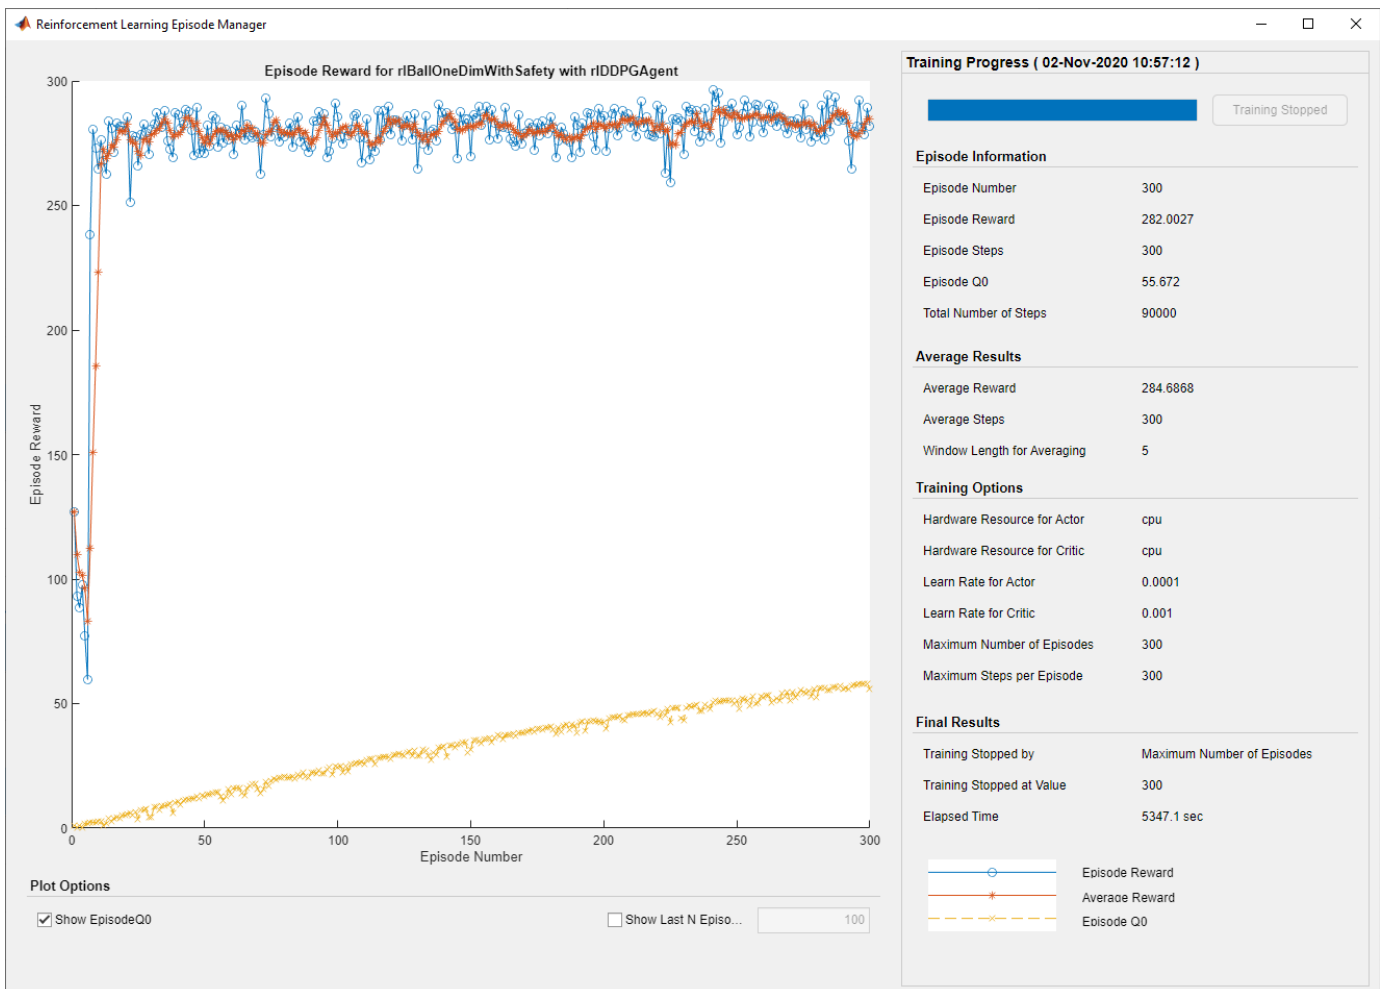 Reinforcement Learning Episode Manager
Episode Reward for rlBallOneDimWithSafety with rlDDPGAgent
300
250
200
150
100
50
0
Episode Reward
0 50 100 150 200 250 300
Episode Number
Plot Options
Show EpisodeQ0
Show Last N Episo...
100
Training Progress ( 02-Nov-2020 10:57:12 )
Training Stopped
Episode Information
Episode Number 300
Episode Reward 282.0027
Episode Steps 300
Episode Q0 55.672
Total Number of Steps 90000
Average Results
Average Reward 284.6868
Average Steps 300
Window Length for Averaging 5
Training Options
Hardware Resource for Actor cpu
Hardware Resource for Critic cpu
Learn Rate for Actor 0.0001
Learn Rate for Critic 0.001
Maximum Number of Episodes 300
Maximum Steps per Episode 300
Final Results
Training Stopped by Maximum Number of Episodes
Training Stopped at Value 300
Elapsed Time 5347.1 sec
Episode Reward
Average Reward
Episode Q0